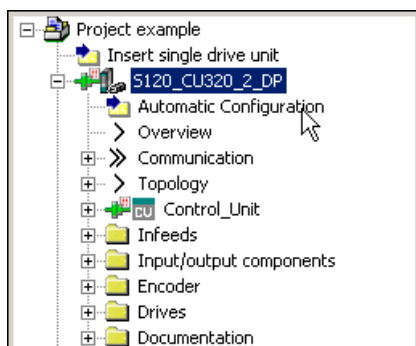 Project example
Insert single drive unit
S120_CU320_2_DP
Automatic Configuration
Overview
Communication
Topology
CU Control_Unit
Infeeds
Input/output components
Encoder
Drives
Documentation